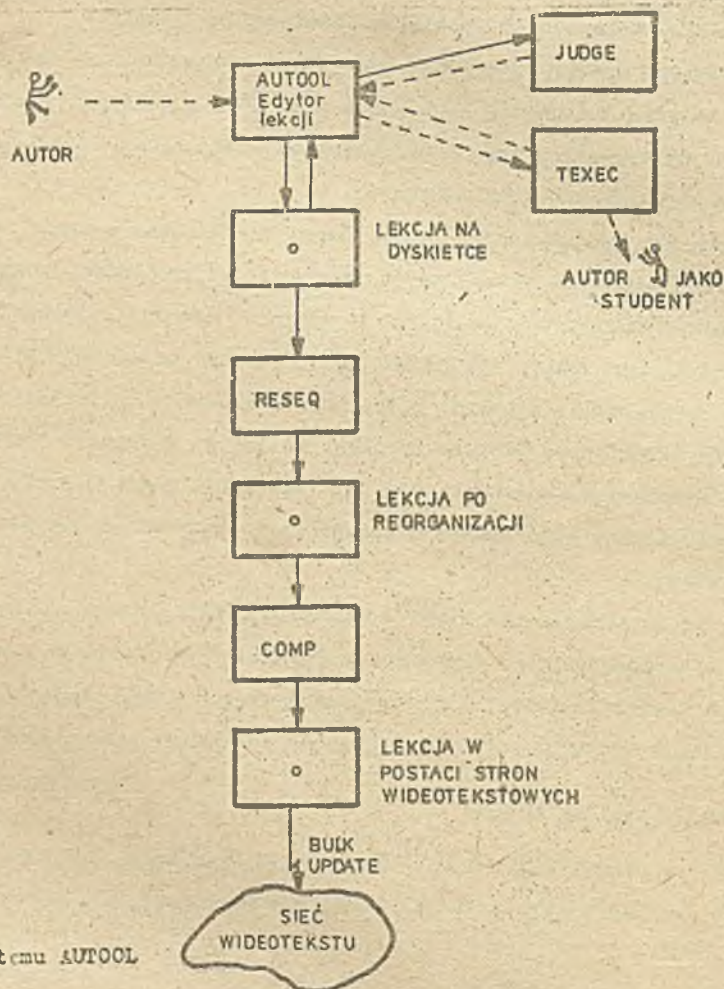 AUTOR
AUTOOL
Edytor
lekcji
JUDGE
TEXEC
AUTOR JAKO
STUDENT
LEKCJA NA
DYSKIETCE
RESEQ
LEKCJA PO
REORGANIZACJI
COMP
LEKCJA W
POSTACI STRON
WIDEOTEKSTOWYCH
BULK
UPDATE
SIEĆ
WIDEOTEKSTU
temu AUTOOL